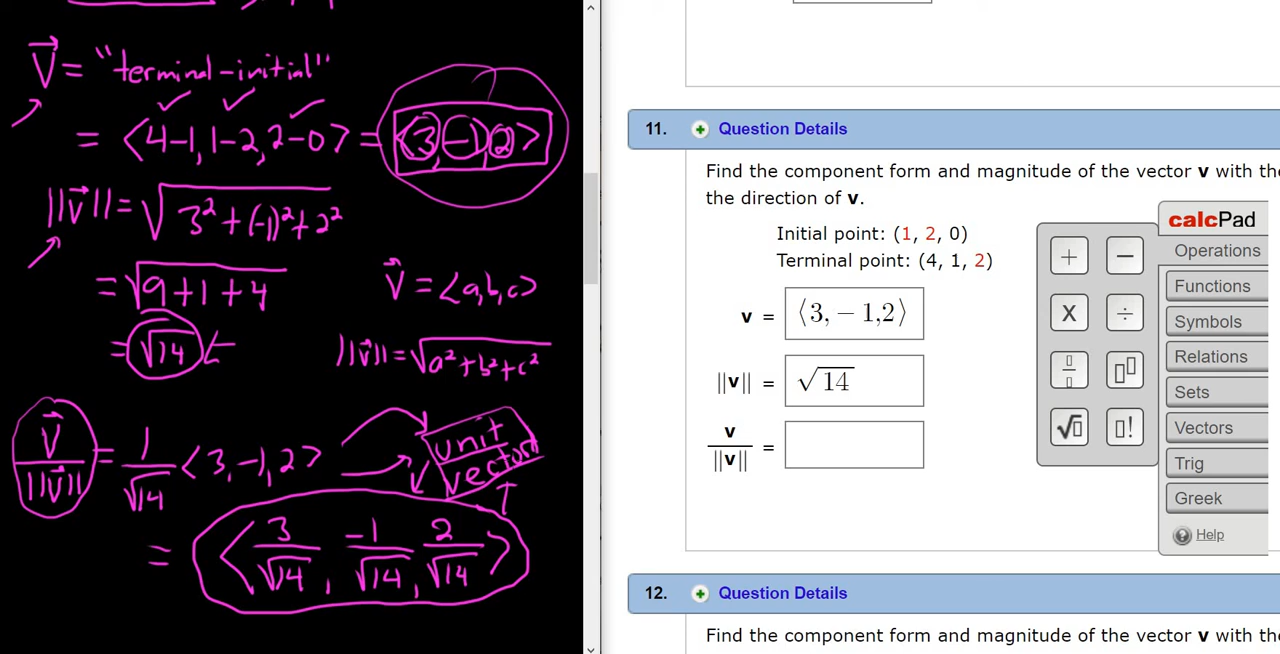 V⃗ = "terminal-initial"
= ⟨4-1, 1-2, 2-0⟩ = ⟨3, -1, 2⟩
||v⃗|| = √(3² + (-1)² + 2²)
= √(9+1+4)
= √14
V⃗ = <a,b,c>
||v⃗|| = √(a² + b² + c²)
v⃗/||v⃗|| = 1/√14 <3, -1, 2>
unit
vector
= <3/√14, -1/√14, 2/√14>
11. Question Details
Find the component form and magnitude of the vector v with the
the direction of v.
Initial point: (1, 2, 0)
Terminal point: (4, 1, 2)
v = ⟨3, − 1,2⟩
||v|| = √14
v/||v|| =
calcPad
Operations
Functions
Symbols
Relations
Sets
Vectors
Trig
Greek
Help
+ −
X ÷
√▯ ▯!
12. Question Details
Find the component form and magnitude of the vector v with the